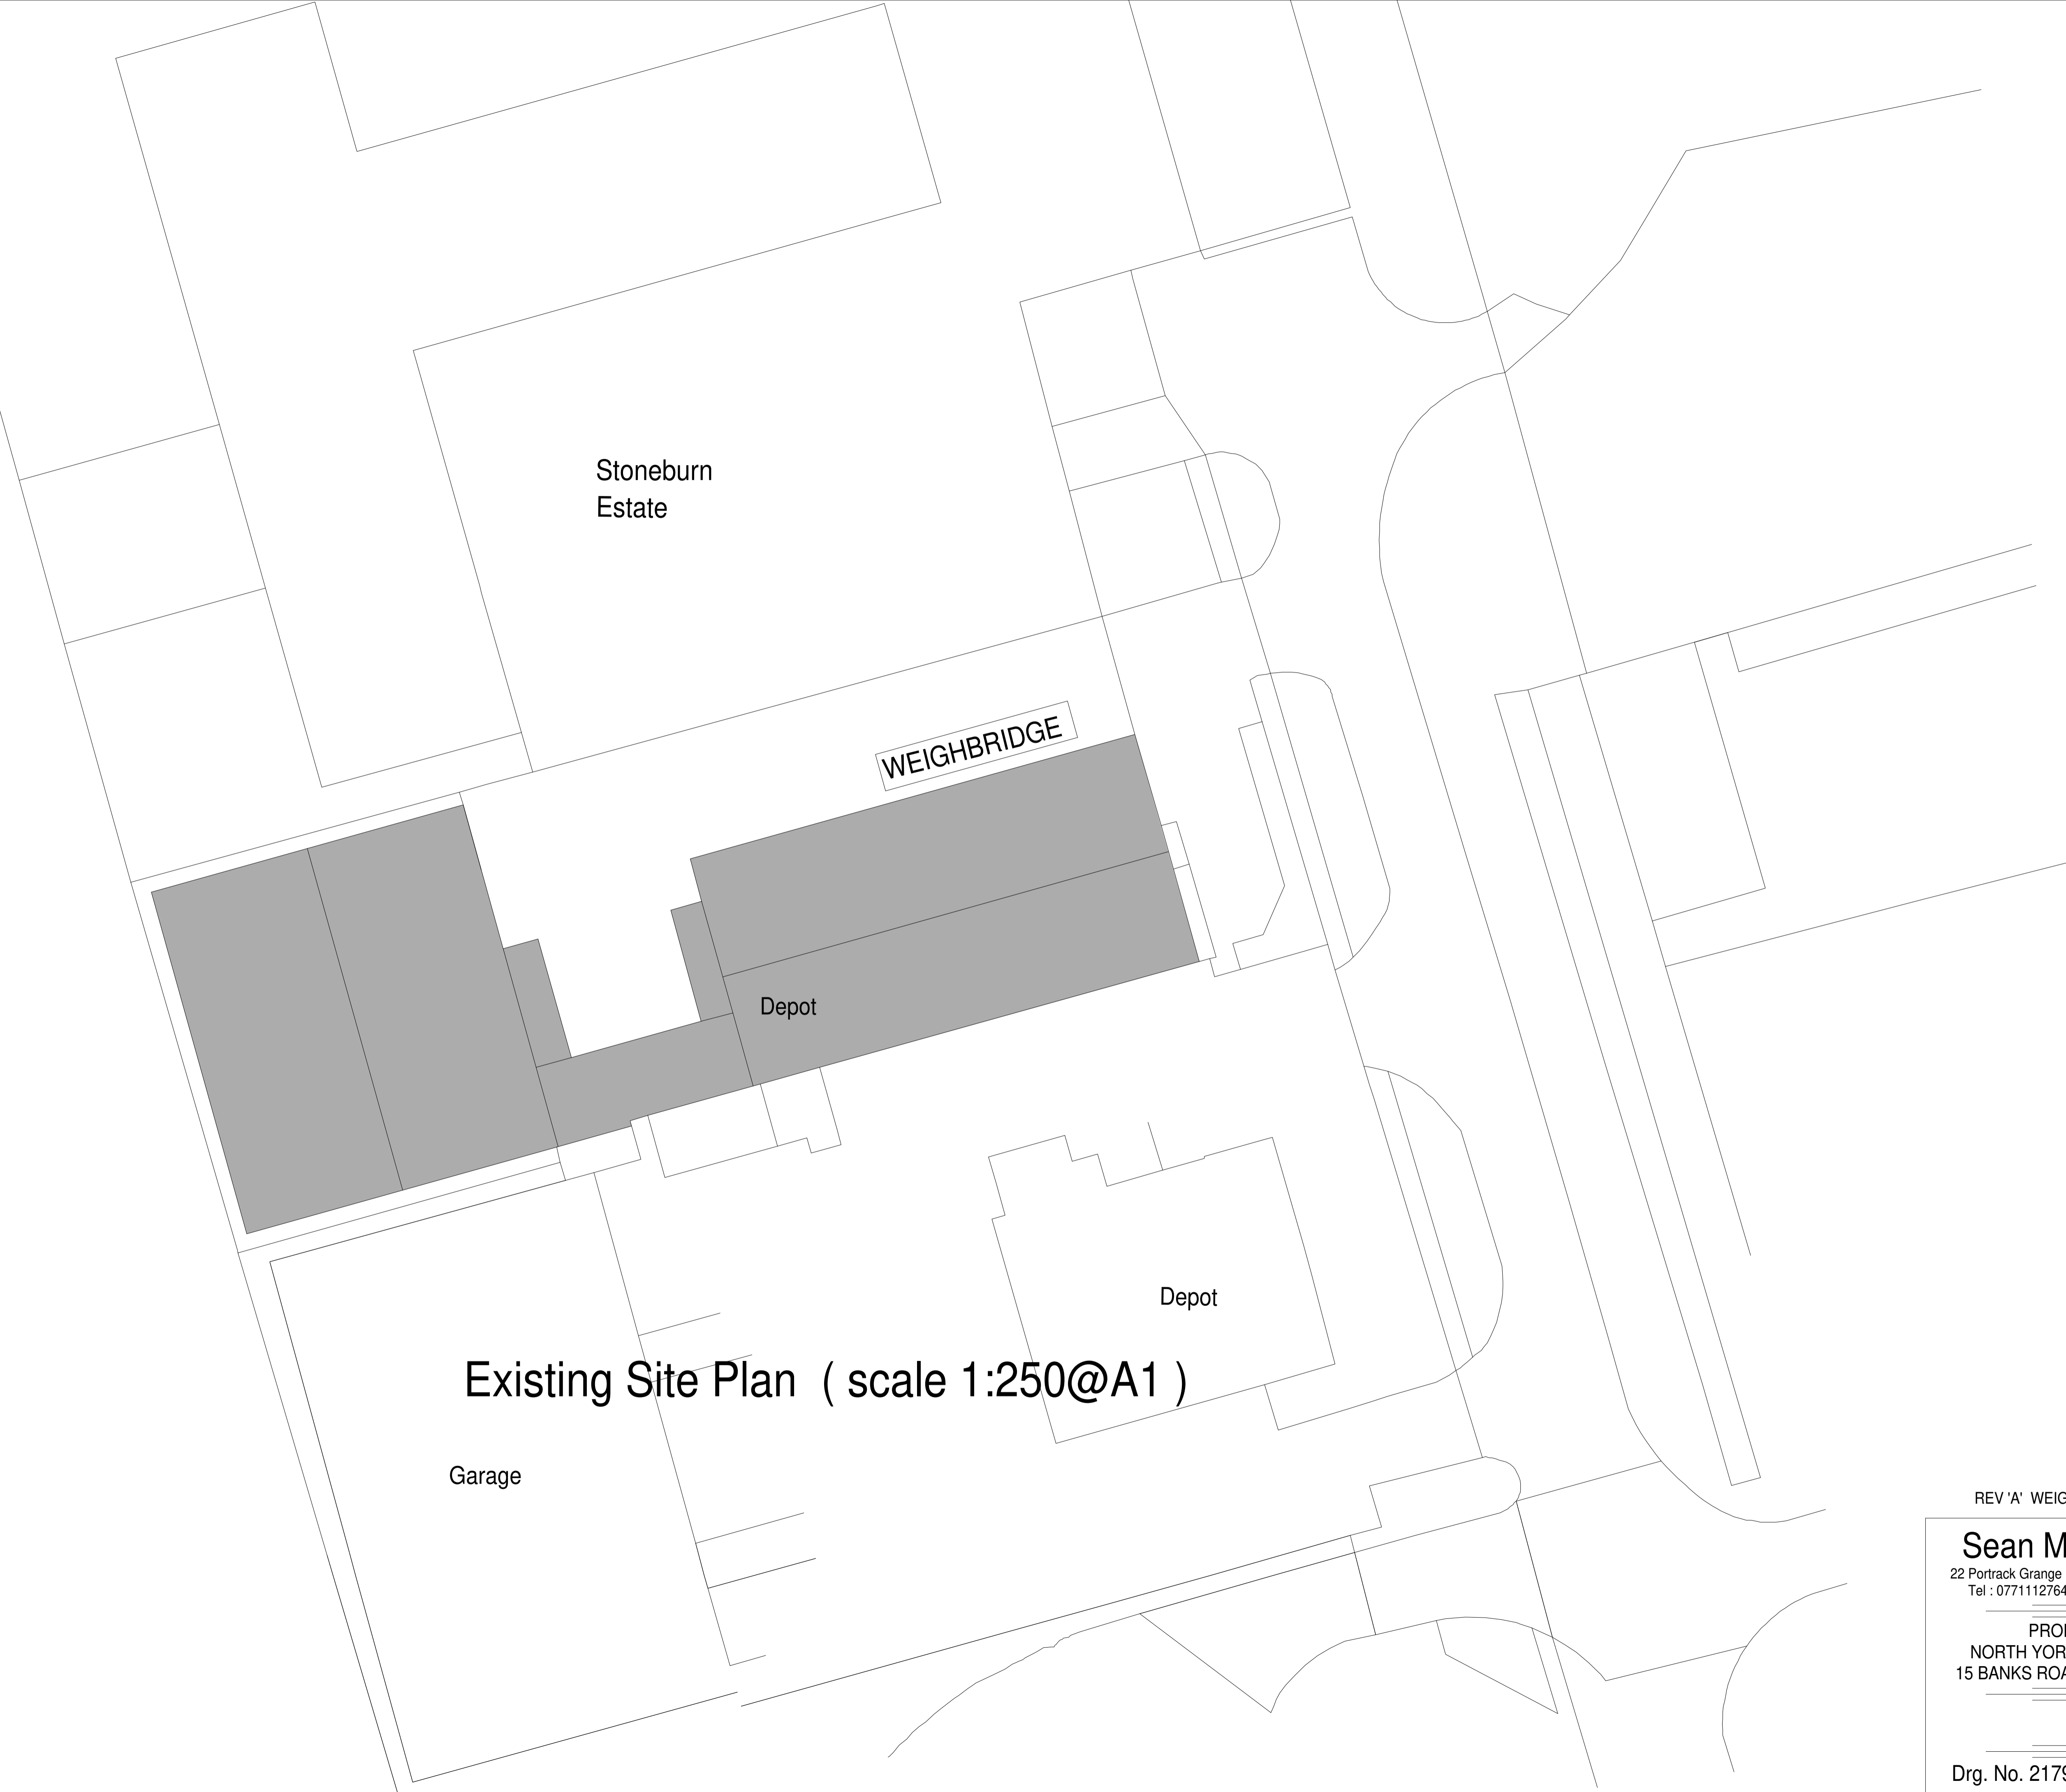 Stoneburn
Estate
WEIGHBRIDGE
Depot
Depot
Existing Site Plan ( scale 1:250@A1 )
Garage
REV 'A' WEIG
Sean M
22 Portrack Grange
Tel : 0771112764
PRO
NORTH YOR
15 BANKS ROA
Drg. No. 2179